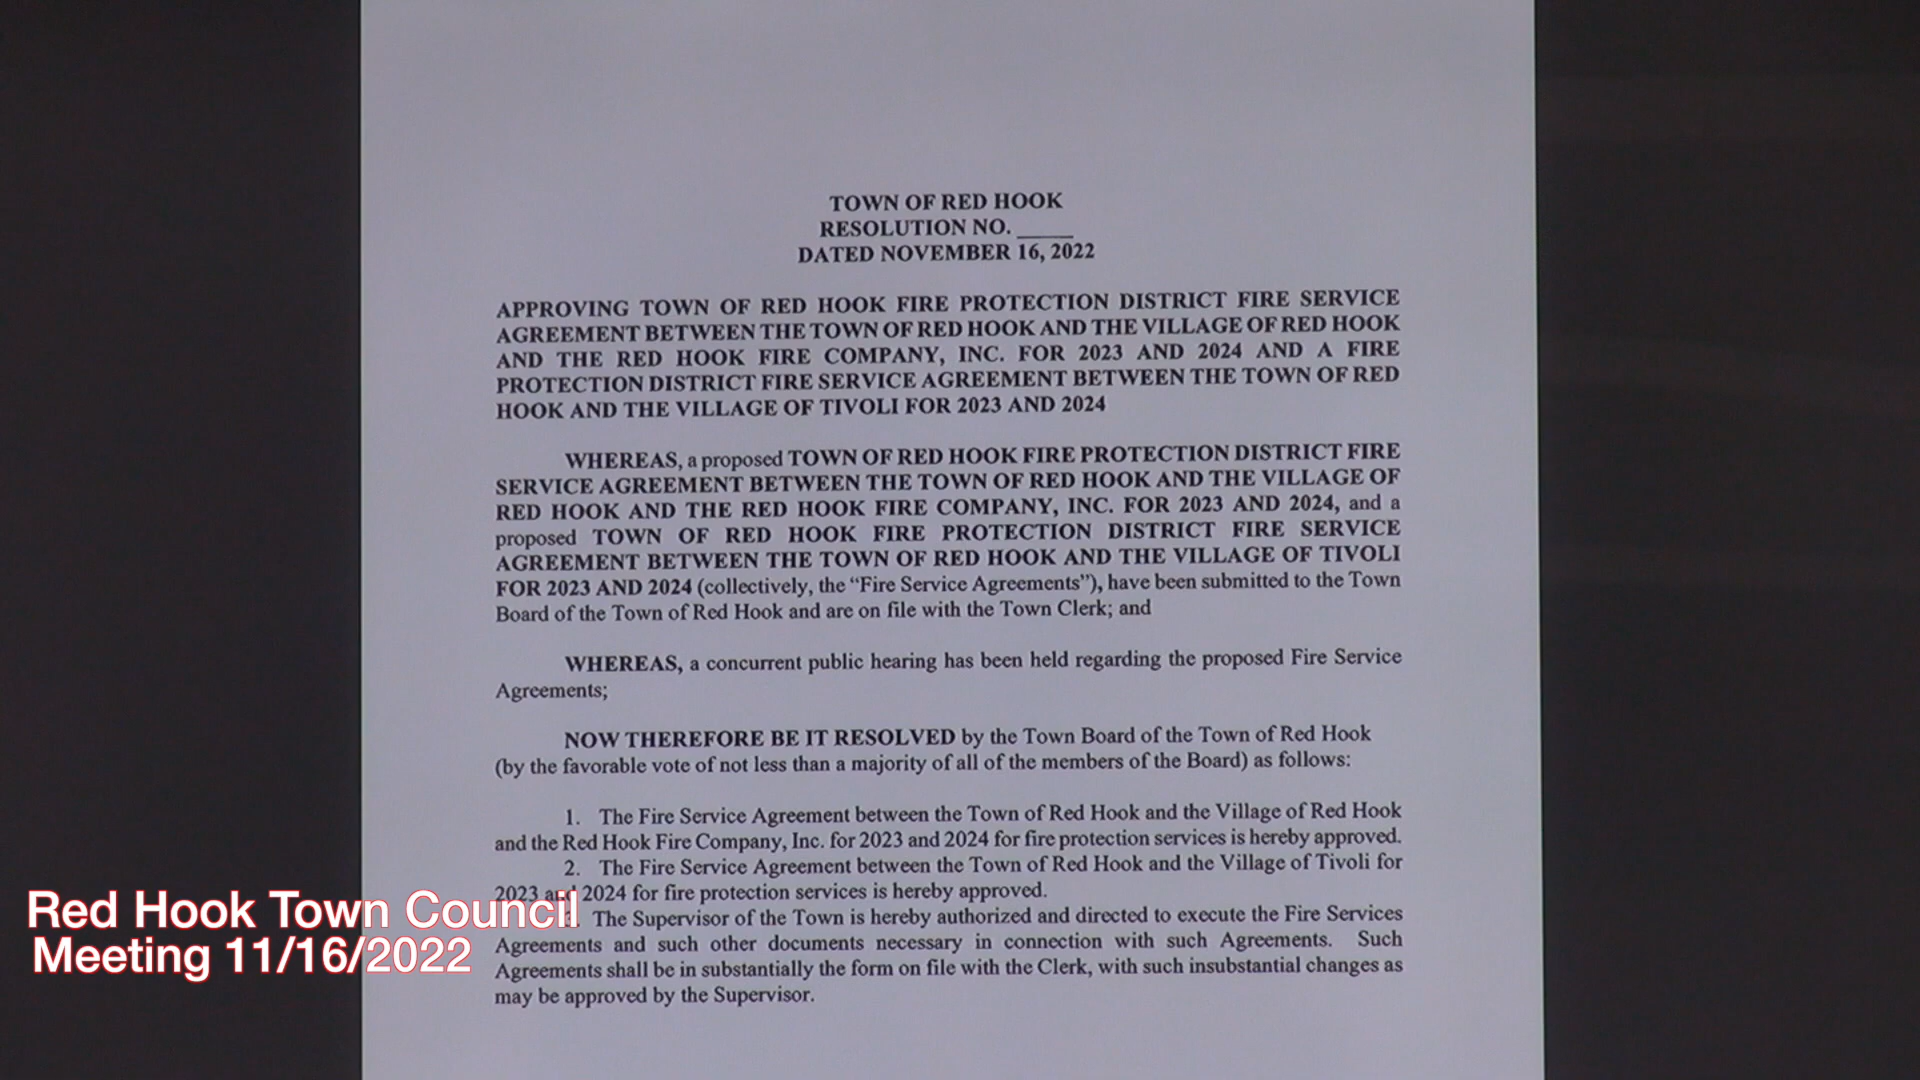 TOWN OF RED HOOK
RESOLUTION NO. _____
DATED NOVEMBER 16, 2022
APPROVING TOWN OF RED HOOK FIRE PROTECTION DISTRICT FIRE SERVICE
AGREEMENT BETWEEN THE TOWN OF RED HOOK AND THE VILLAGE OF RED HOOK
AND THE RED HOOK FIRE COMPANY, INC. FOR 2023 AND 2024 AND A FIRE
PROTECTION DISTRICT FIRE SERVICE AGREEMENT BETWEEN THE TOWN OF RED
HOOK AND THE VILLAGE OF TIVOLI FOR 2023 AND 2024
WHEREAS, a proposed TOWN OF RED HOOK FIRE PROTECTION DISTRICT FIRE
SERVICE AGREEMENT BETWEEN THE TOWN OF RED HOOK AND THE VILLAGE OF
RED HOOK AND THE RED HOOK FIRE COMPANY, INC. FOR 2023 AND 2024, and a
proposed TOWN OF RED HOOK FIRE PROTECTION DISTRICT FIRE SERVICE
AGREEMENT BETWEEN THE TOWN OF RED HOOK AND THE VILLAGE OF TIVOLI
FOR 2023 AND 2024 (collectively, the “Fire Service Agreements”), have been submitted to the Town
Board of the Town of Red Hook and are on file with the Town Clerk; and
WHEREAS, a concurrent public hearing has been held regarding the proposed Fire Service
Agreements;
NOW THEREFORE BE IT RESOLVED by the Town Board of the Town of Red Hook
(by the favorable vote of not less than a majority of all of the members of the Board) as follows:
1. The Fire Service Agreement between the Town of Red Hook and the Village of Red Hook
and the Red Hook Fire Company, Inc. for 2023 and 2024 for fire protection services is hereby approved.
2. The Fire Service Agreement between the Town of Red Hook and the Village of Tivoli for
2023 and 2024 for fire protection services is hereby approved.
3. The Supervisor of the Town is hereby authorized and directed to execute the Fire Services
Agreements and such other documents necessary in connection with such Agreements. Such
Agreements shall be in substantially the form on file with the Clerk, with such insubstantial changes as
may be approved by the Supervisor.
Red Hook Town Council
Meeting 11/16/2022